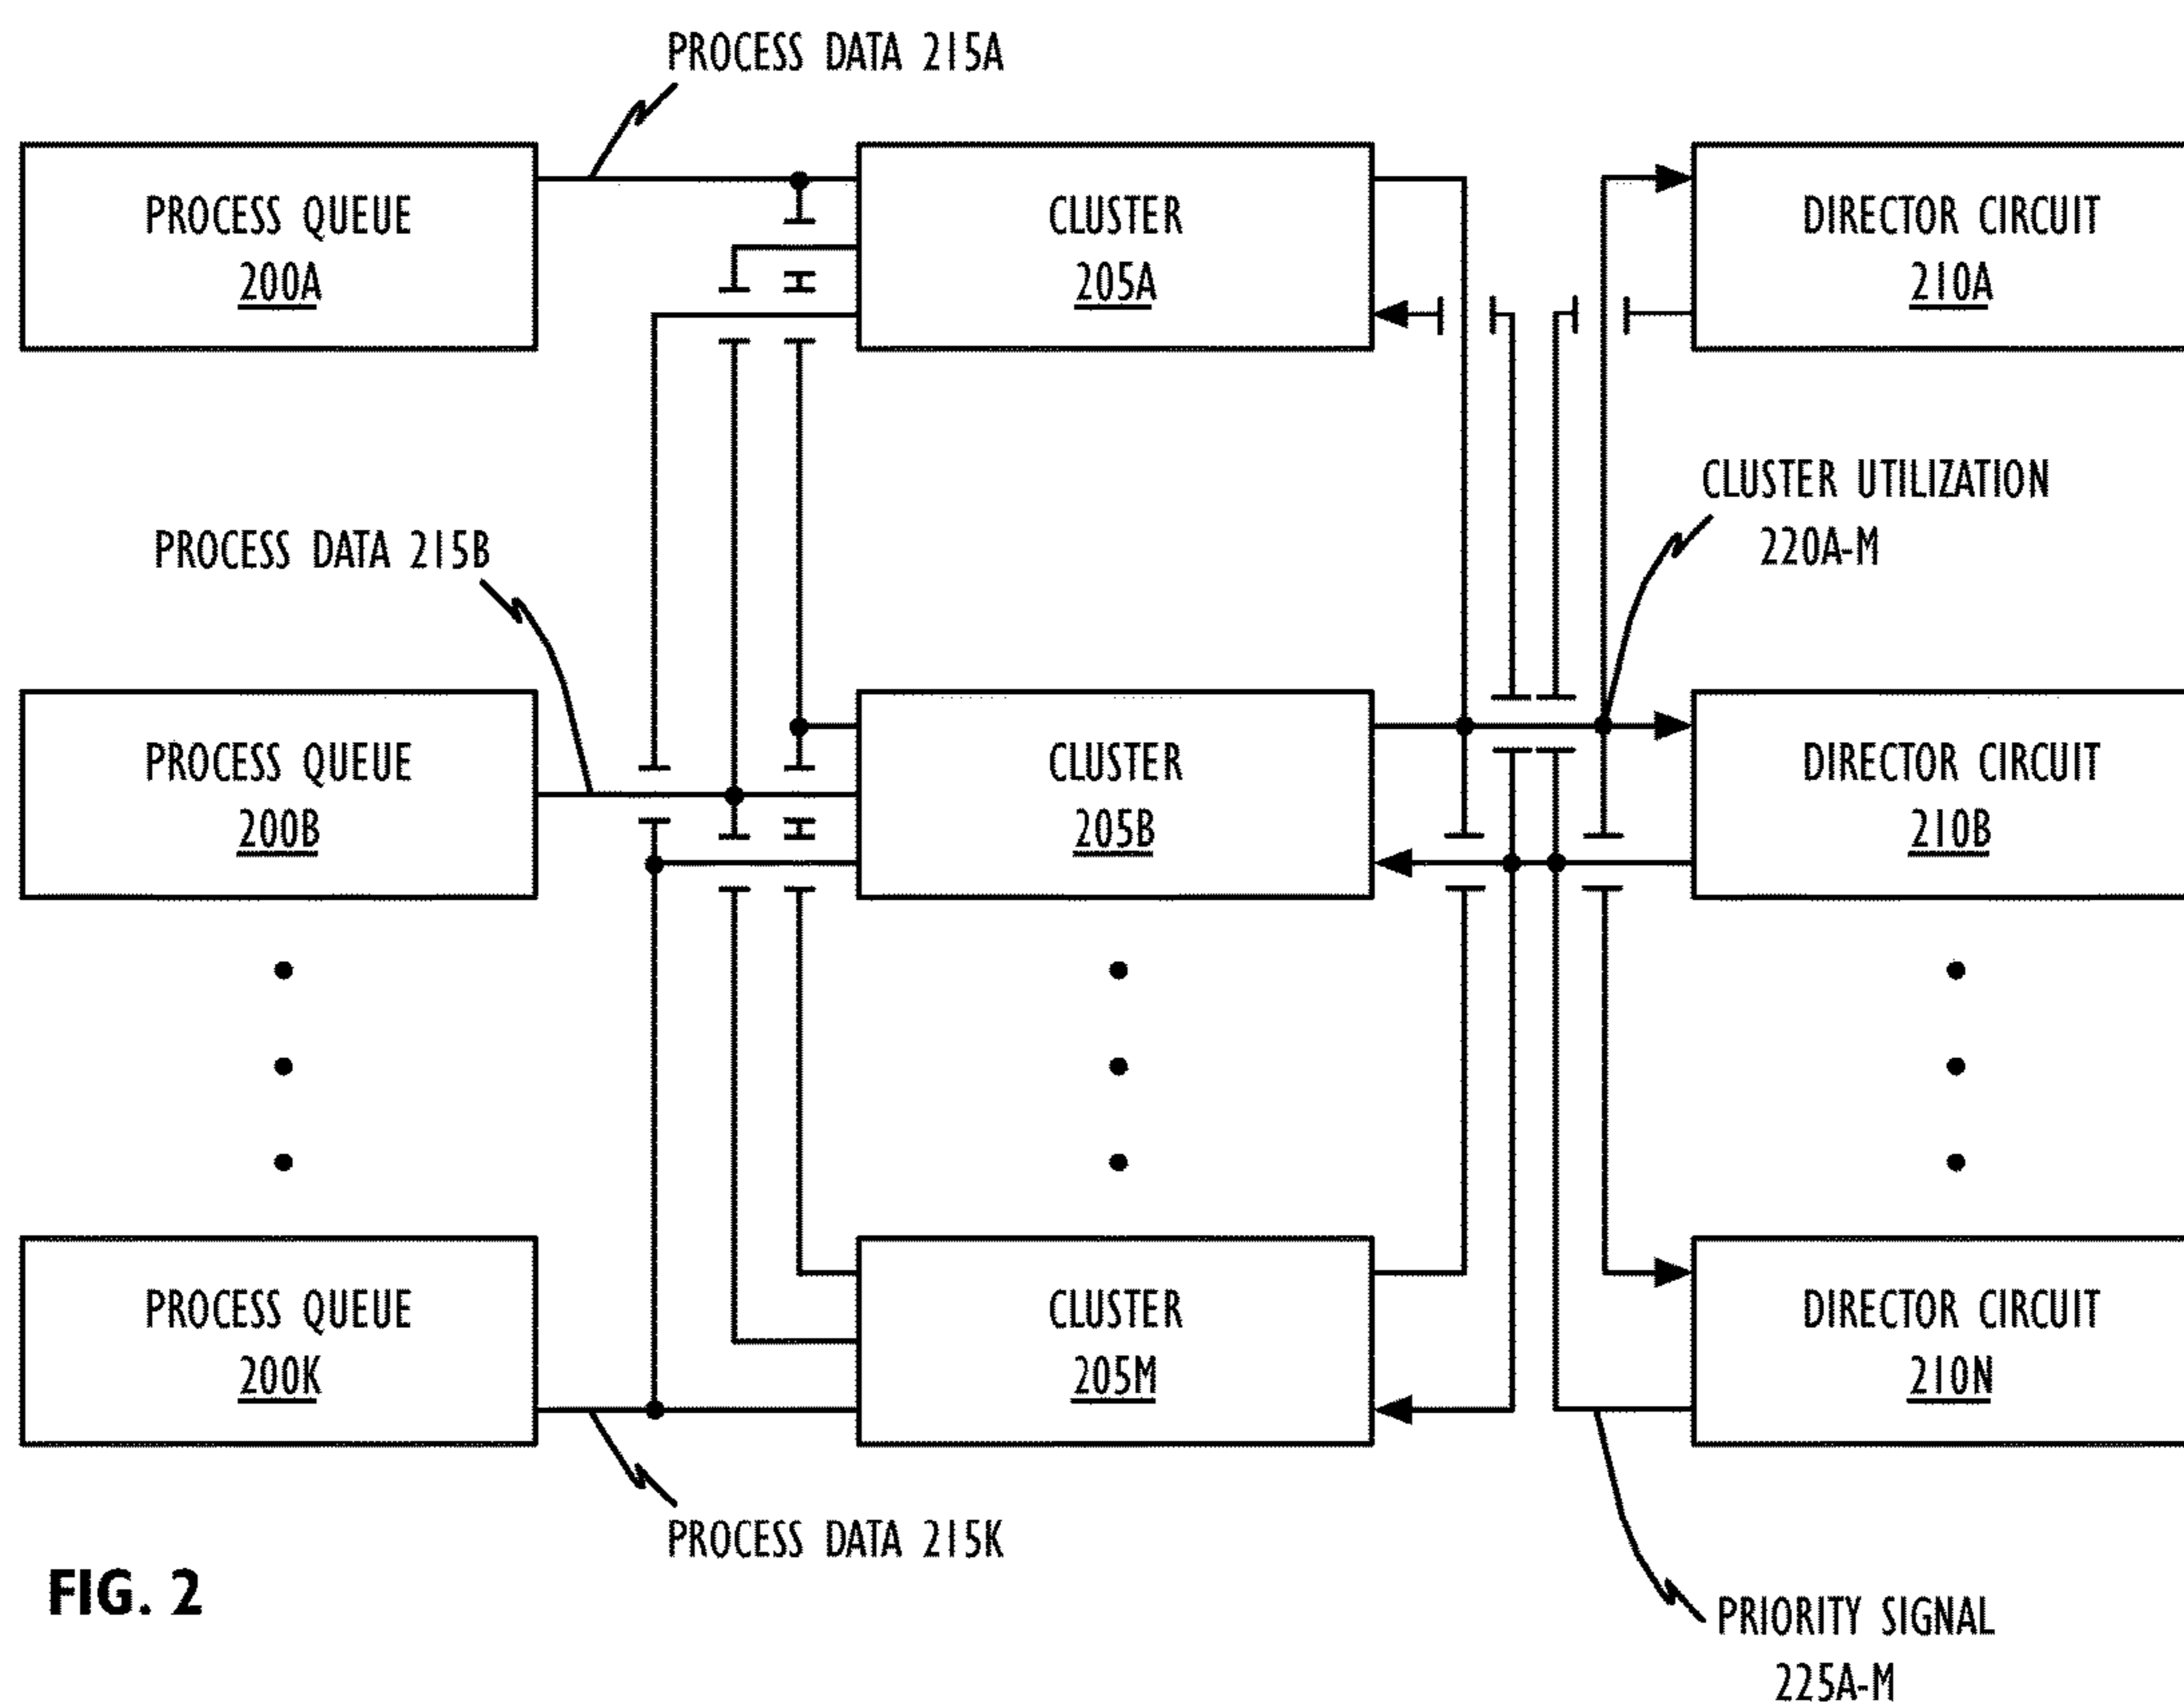 PROCESS DATA 215A
PROCESS QUEUE
200A
CLUSTER
205A
DIRECTOR CIRCUIT
210A
CLUSTER UTILIZATION
220A-M
PROCESS DATA 215B
PROCESS QUEUE
200B
CLUSTER
205B
DIRECTOR CIRCUIT
210B
PROCESS QUEUE
200K
CLUSTER
205M
DIRECTOR CIRCUIT
210N
PROCESS DATA 215K
FIG. 2
PRIORITY SIGNAL
225A-M